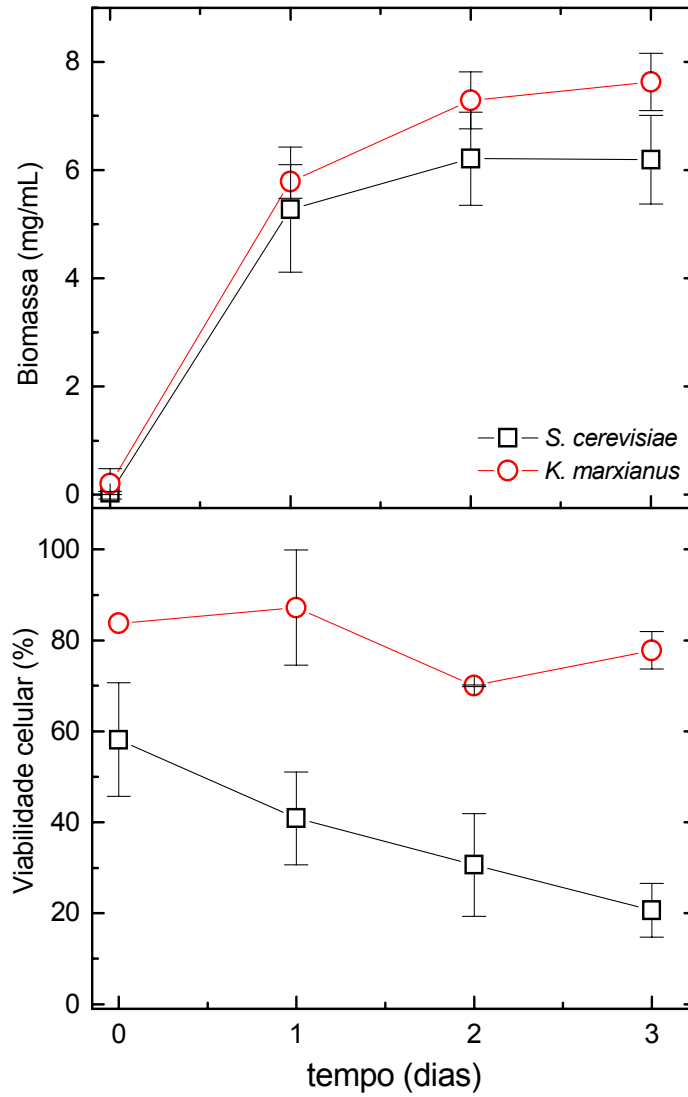 8
6
4
2
0
Biomassa (mg/mL)
S. cerevisiae
K. marxianus
100
80
60
40
20
0
Viabilidade celular (%)
0 1 2 3
tempo (dias)